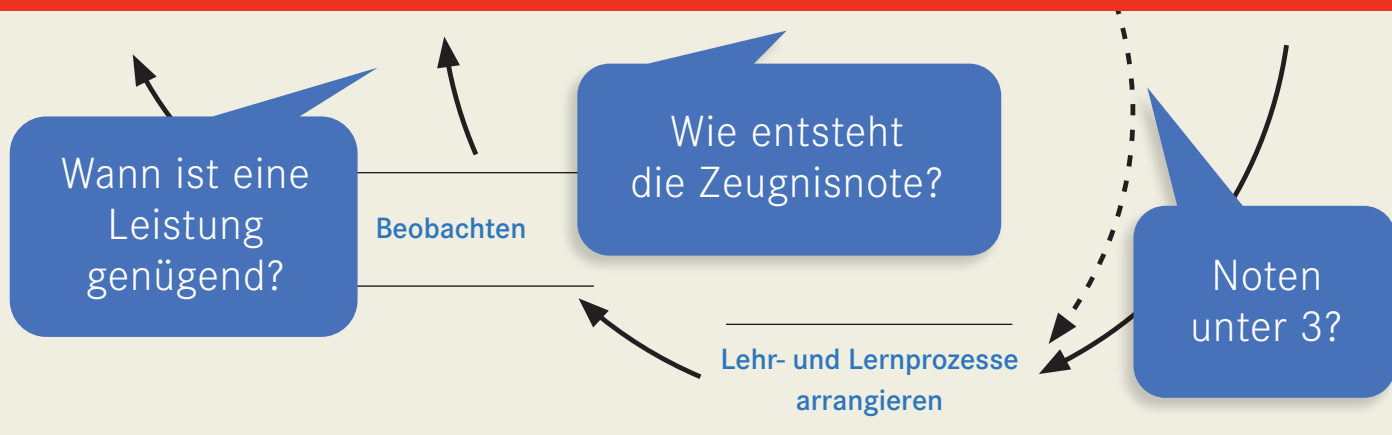 Wann ist eine
Leistung
genügend?
Beobachten
Wie entsteht
die Zeugnisnote?
Lehr- und Lernprozesse
arrangieren
Noten
unter 3?